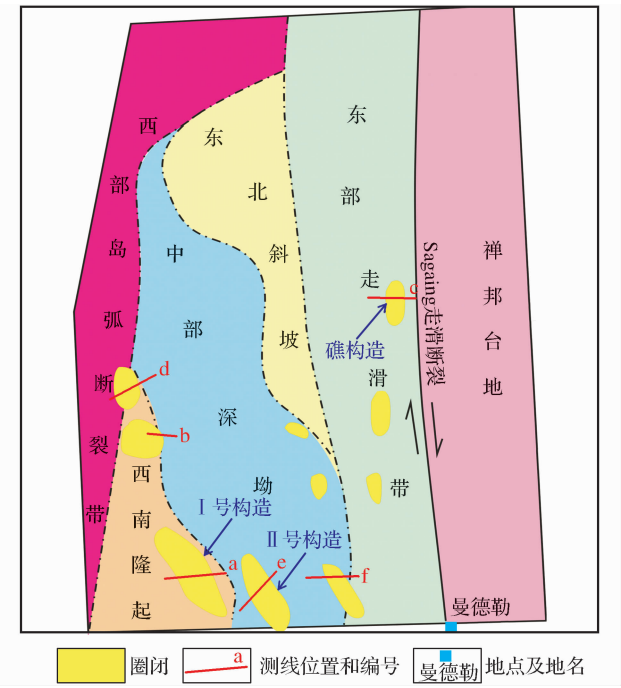 西部岛弧断裂带
东北斜坡
东部走滑带
中部深坳
西南隆起
禅邦台地
Sagaing走滑断裂
c
礁构造
d
b
Ⅰ号构造
Ⅱ号构造
a
e
f
曼德勒
圈闭
a
测线位置和编号
曼德勒
地点及地名